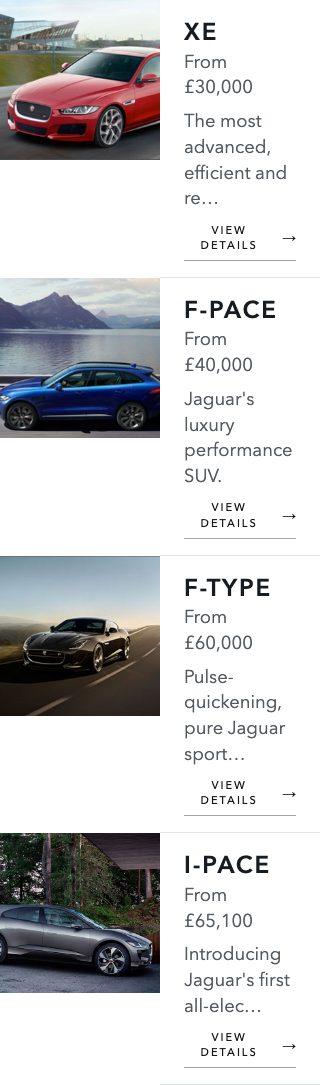 XE
From
£30,000
The most
advanced,
efficient and
re…
VIEW
DETAILS →
F-PACE
From
£40,000
Jaguar's
luxury
performance
SUV.
VIEW
DETAILS →
F-TYPE
From
£60,000
Pulse-
quickening,
pure Jaguar
sport…
VIEW
DETAILS →
I-PACE
From
£65,100
Introducing
Jaguar's first
all-elec…
VIEW
DETAILS →